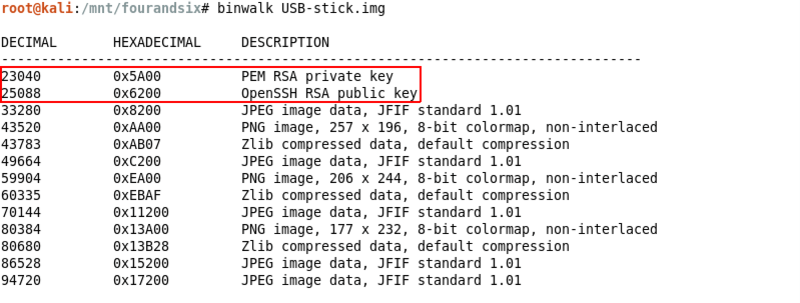 root@kali:/mnt/fourandsix# binwalk USB-stick.img
DECIMAL       HEXADECIMAL     DESCRIPTION
--------------------------------------------------------------------------------
23040         0x5A00          PEM RSA private key
25088         0x6200          OpenSSH RSA public key
33280         0x8200          JPEG image data, JFIF standard 1.01
43520         0xAA00          PNG image, 257 x 196, 8-bit colormap, non-interlaced
43783         0xAB07          Zlib compressed data, default compression
49664         0xC200          JPEG image data, JFIF standard 1.01
59904         0xEA00          PNG image, 206 x 244, 8-bit colormap, non-interlaced
60335         0xEBAF          Zlib compressed data, default compression
70144         0x11200         JPEG image data, JFIF standard 1.01
80384         0x13A00         PNG image, 177 x 232, 8-bit colormap, non-interlaced
80680         0x13B28         Zlib compressed data, default compression
86528         0x15200         JPEG image data, JFIF standard 1.01
94720         0x17200         JPEG image data, JFIF standard 1.01